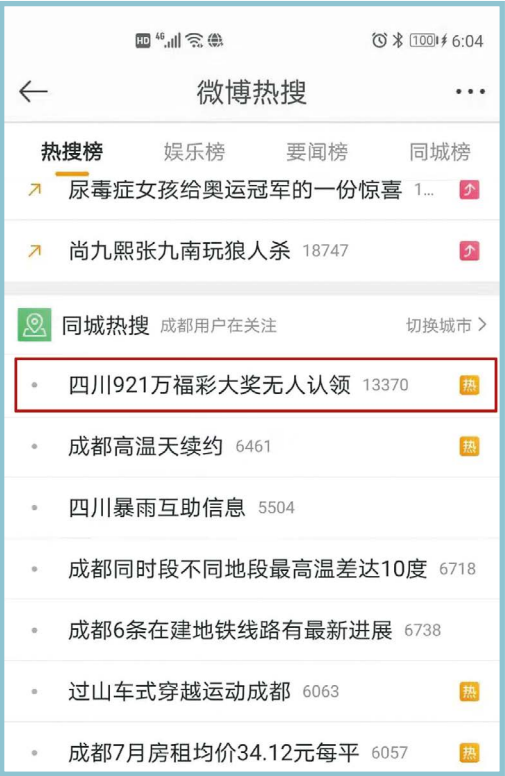 HD 4G 100 6:04
微博热搜
热搜榜 娱乐榜 要闻榜 同城榜
尿毒症女孩给奥运冠军的一份惊喜 1...
尚九熙张九南玩狼人杀 18747
同城热搜 成都用户在关注 切换城市
四川921万福彩大奖无人认领 13370 热
成都高温天续约 6461 热
四川暴雨互助信息 5504
成都同时段不同地段最高温差达10度 6718
成都6条在建地铁线路有最新进展 6738
过山车式穿越运动成都 6063 热
成都7月房租均价34.12元每平 6057 热